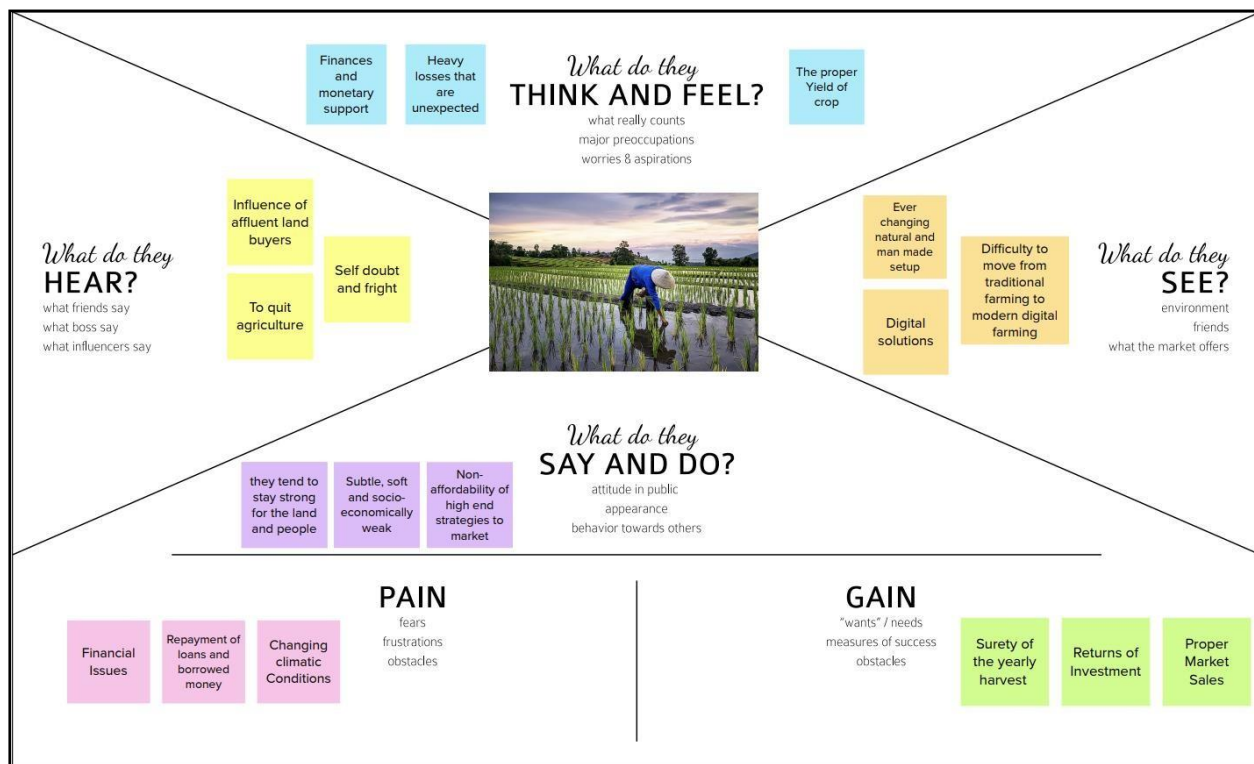 Finances
and
monetary
support
Heavy
losses that
are
unexpected
What do they
THINK AND FEEL?
what really counts
major preoccupations
worries & aspirations
The proper
Yield of
crop
What do they
HEAR?
what friends say
what boss say
what influencers say
Influence of
affluent land
buyers
Self doubt
and fright
To quit
agriculture
Ever
changing
natural and
man made
setup
Difficulty to
move from
traditional
farming to
modern digital
farming
Digital
solutions
What do they
SEE?
environment
friends
what the market offers
What do they
SAY AND DO?
attitude in public
appearance
behavior towards others
they tend to
stay strong
for the land
and people
Subtle, soft
and socio-
economically
weak
Non-
affordability of
high end
strategies to
market
PAIN
fears
frustrations
obstacles
Financial
Issues
Repayment of
loans and
borrowed
money
Changing
climatic
Conditions
GAIN
"wants" / needs
measures of success
obstacles
Surety of
the yearly
harvest
Returns of
Investment
Proper
Market
Sales